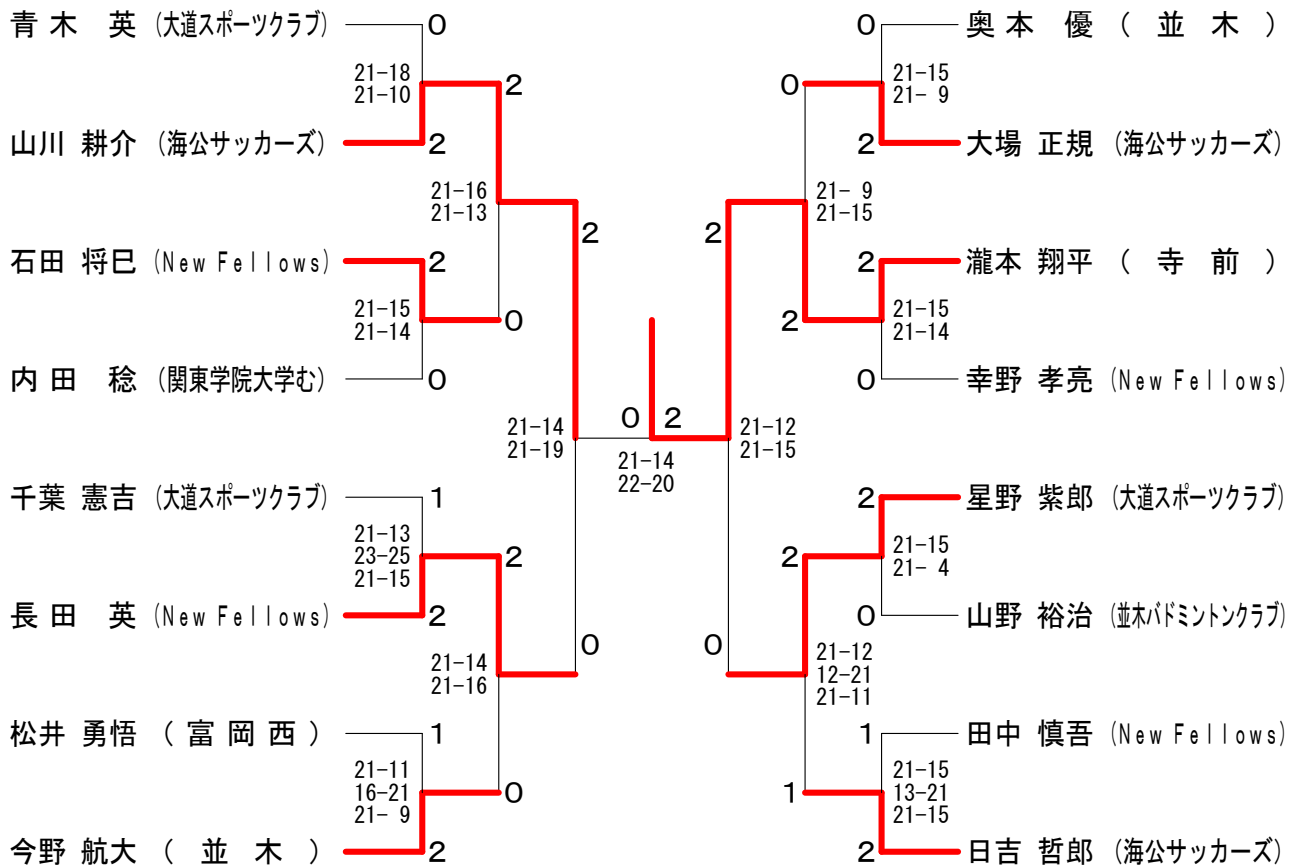 青木 英 (大道スポーツクラブ) 0
21-18
21-10
2
山川 耕介 (海公サッカーズ) 2
21-16
21-13
2
石田 将巳 (New Fellows) 2
21-15
21-14
0
内田 稔 (関東学院大学む) 0
21-14
21-19
千葉 憲吉 (大道スポーツクラブ) 1
21-13
23-25
21-15
2
長田 英 (New Fellows) 2
21-14
21-16
0
松井 勇悟 (富岡西) 1
21-11
16-21
21- 9
0
今野 航大 (並木) 2
0 2
21-14
22-20
0 奥本 優 (並木)
21-15
21- 9
0
2 大場 正規 (海公サッカーズ)
21- 9
21-15
2
2 瀧本 翔平 (寺前)
21-15
21-14
2
0 幸野 孝亮 (New Fellows)
21-12
21-15
2 星野 紫郎 (大道スポーツクラブ)
21-15
21- 4
2
0 山野 裕治 (並木バドミントンクラブ)
21-12
12-21
21-11
0
1 田中 慎吾 (New Fellows)
21-15
13-21
21-15
1
2 日吉 哲郎 (海公サッカーズ)